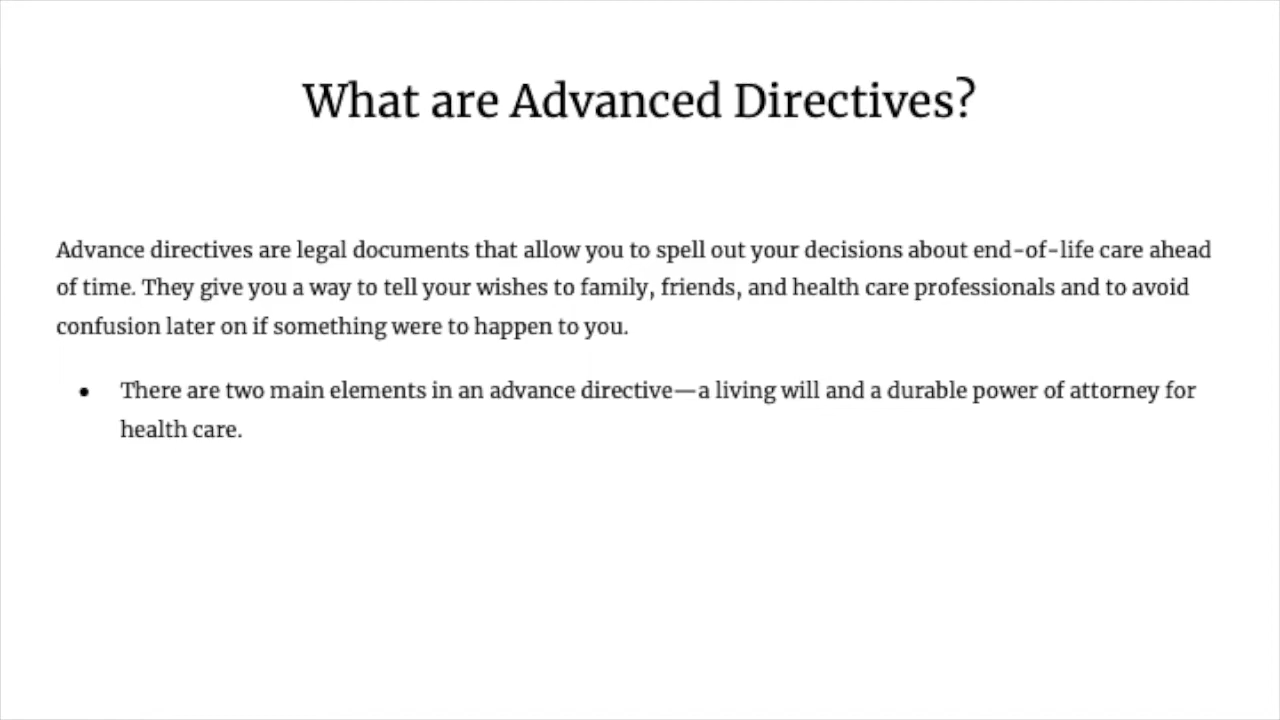 What are Advanced Directives?
Advance directives are legal documents that allow you to spell out your decisions about end-of-life care ahead
of time. They give you a way to tell your wishes to family, friends, and health care professionals and to avoid
confusion later on if something were to happen to you.
• There are two main elements in an advance directive—a living will and a durable power of attorney for
health care.